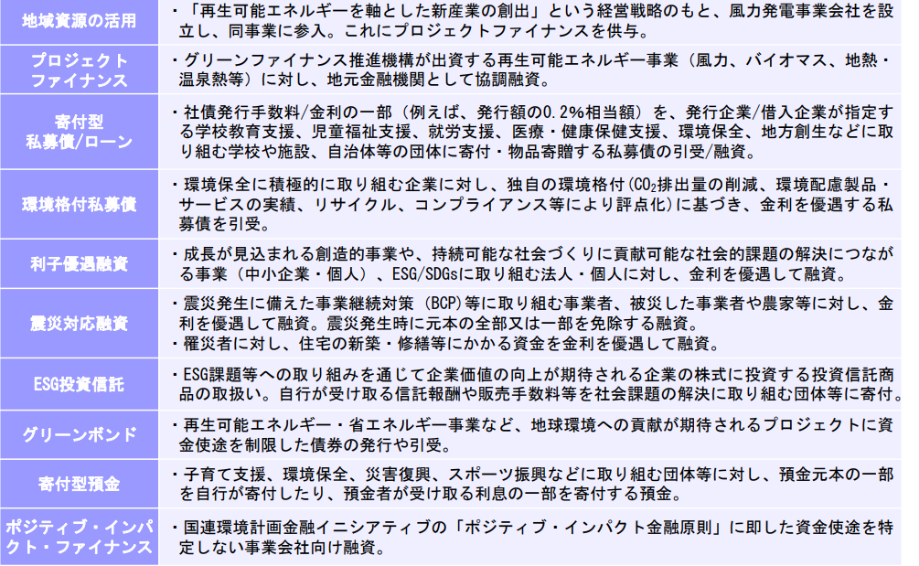 地域資源の活用
・「再生可能エネルギーを軸とした新産業の創出」という経営戦略のもと、風力発電事業会社を設
立し、同事業に参入。これにプロジェクトファイナンスを供与。
プロジェクト
ファイナンス
・グリーンファイナンス推進機構が出資する再生可能エネルギー事業（風力、バイオマス、地熱・
温泉熱等）に対し、地元金融機関として協調融資。
寄付型
私募債/ローン
・社債発行手数料/金利の一部（例えば、発行額の0.2%相当額）を、発行企業/借入企業が指定す
る学校教育支援、児童福祉支援、就労支援、医療・健康保健支援、環境保全、地方創生などに取
り組む学校や施設、自治体等の団体に寄付・物品寄贈する私募債の引受/融資。
環境格付私募債
・環境保全に積極的に取り組む企業に対し、独自の環境格付(CO₂排出量の削減、環境配慮製品・
サービスの実績、リサイクル、コンプライアンス等により評点化)に基づき、金利を優遇する私
募債を引受。
利子優遇融資
・成長が見込まれる創造的事業や、持続可能な社会づくりに貢献可能な社会的課題の解決につなが
る事業（中小企業・個人）、ESG/SDGsに取り組む法人・個人に対し、金利を優遇して融資。
震災対応融資
・震災発生に備えた事業継続対策（BCP)等に取り組む事業者、被災した事業者や農家等に対し、金
利を優遇して融資。震災発生時に元本の全部又は一部を免除する融資。
・罹災者に対し、住宅の新築・修繕等にかかる資金を金利を優遇して融資。
ESG投資信託
・ESG課題等への取り組みを通じて企業価値の向上が期待される企業の株式に投資する投資信託商
品の取扱い。自行が受け取る信託報酬や販売手数料等を社会課題の解決に取り組む団体等に寄付。
グリーンボンド
・再生可能エネルギー・省エネルギー事業など、地球環境への貢献が期待されるプロジェクトに資
金使途を制限した債券の発行や引受。
寄付型預金
・子育て支援、環境保全、災害復興、スポーツ振興などに取り組む団体等に対し、預金元本の一部
を自行が寄付したり、預金者が受け取る利息の一部を寄付する預金。
ポジティブ・インパ
クト・ファイナンス
・国連環境計画金融イニシアティブの「ポジティブ・インパクト金融原則」に即した資金使途を特
定しない事業会社向け融資。